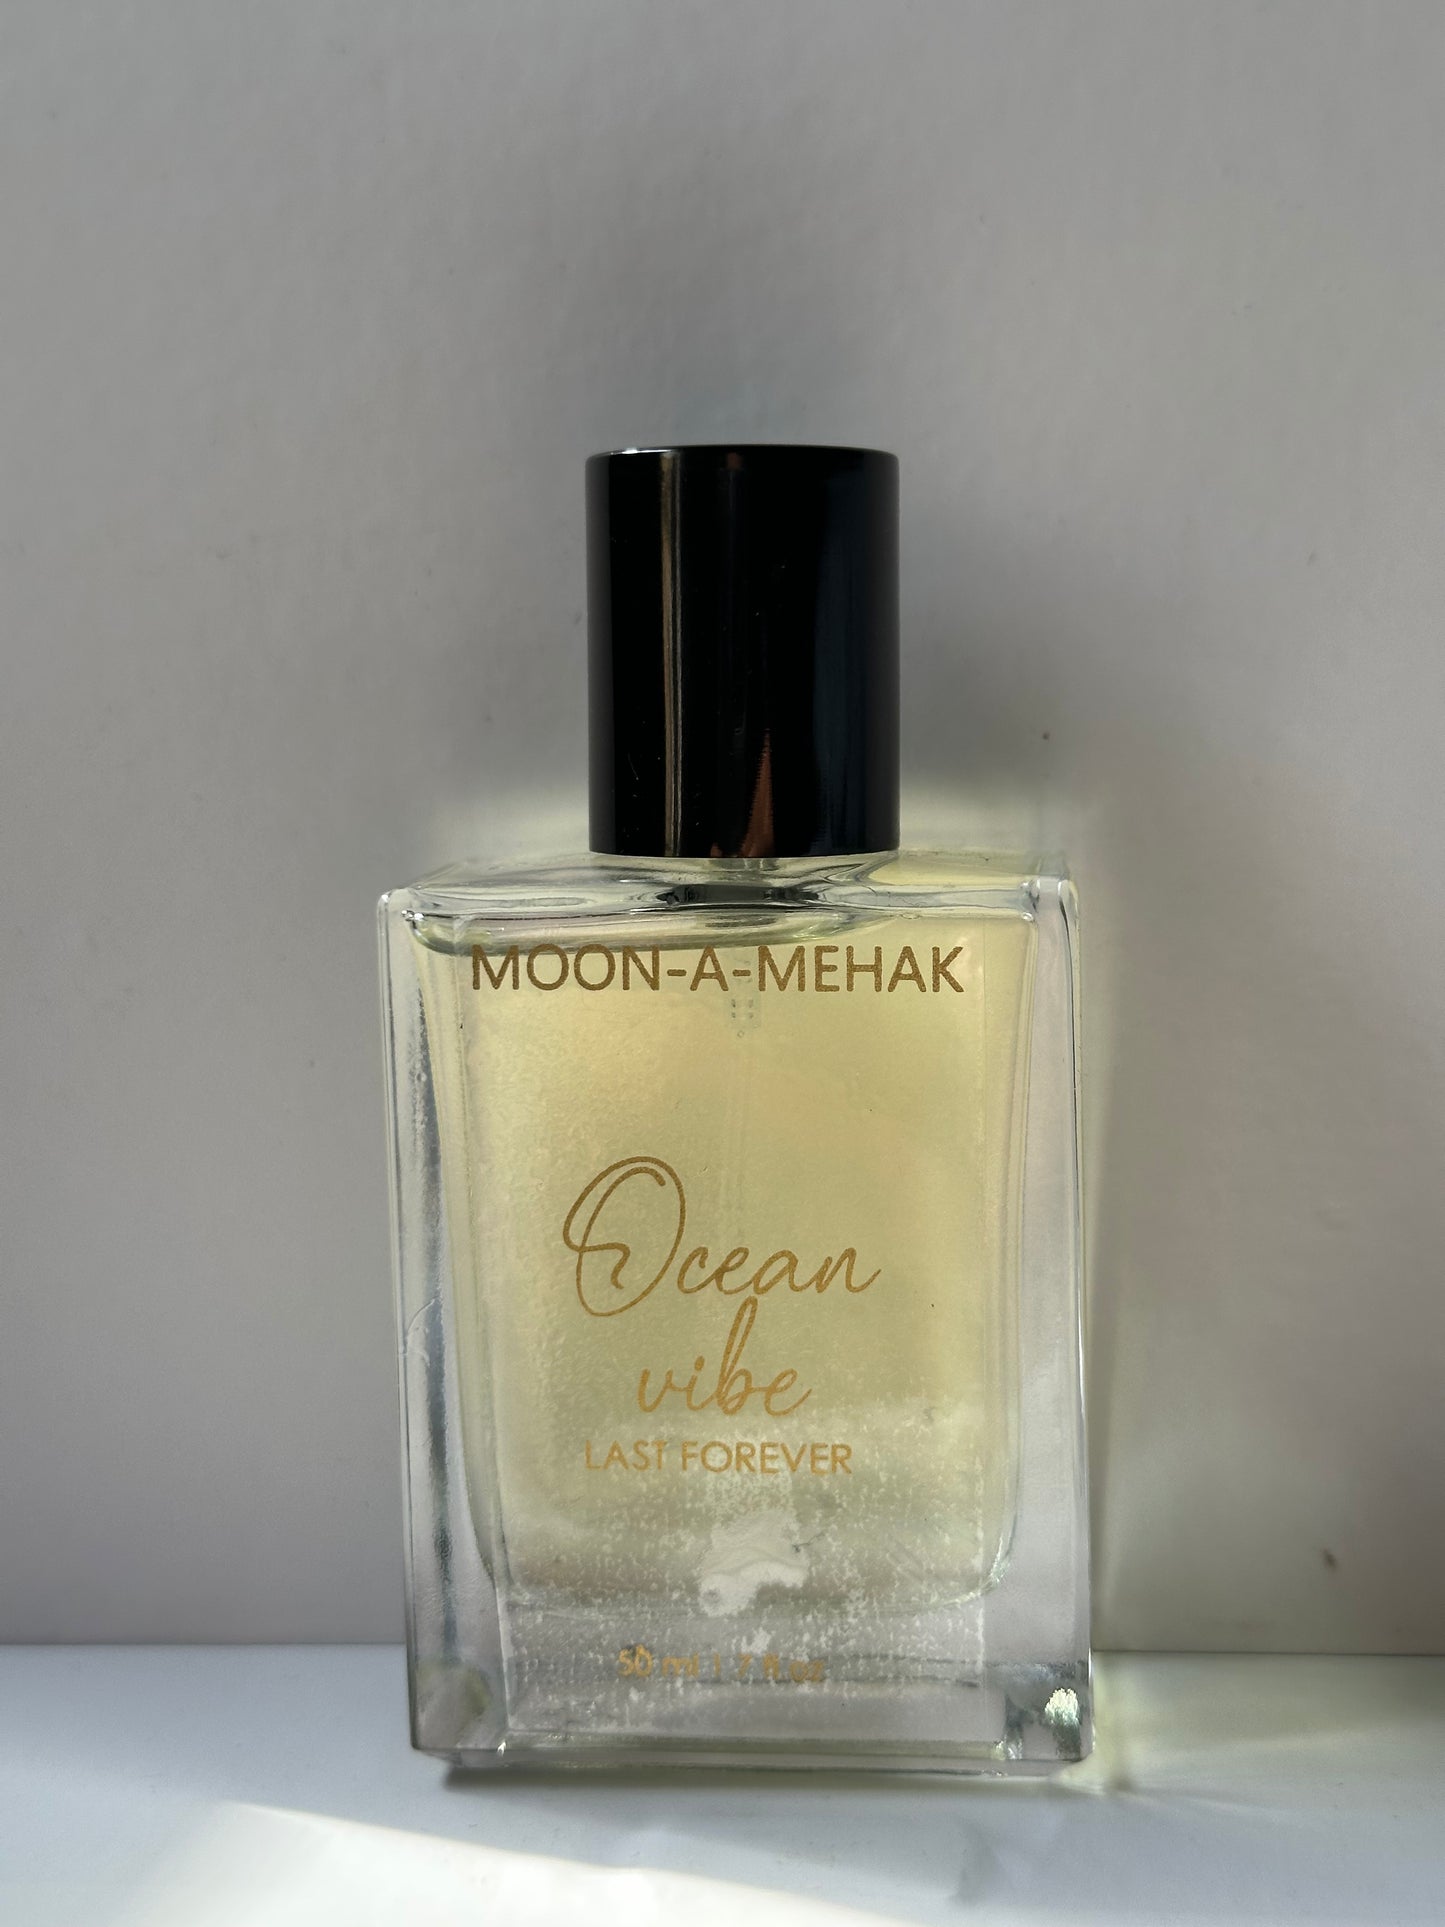 MOON-A-MEHAK
Ocean
vibe
LAST FOREVER
50 ml 1.7 fl oz